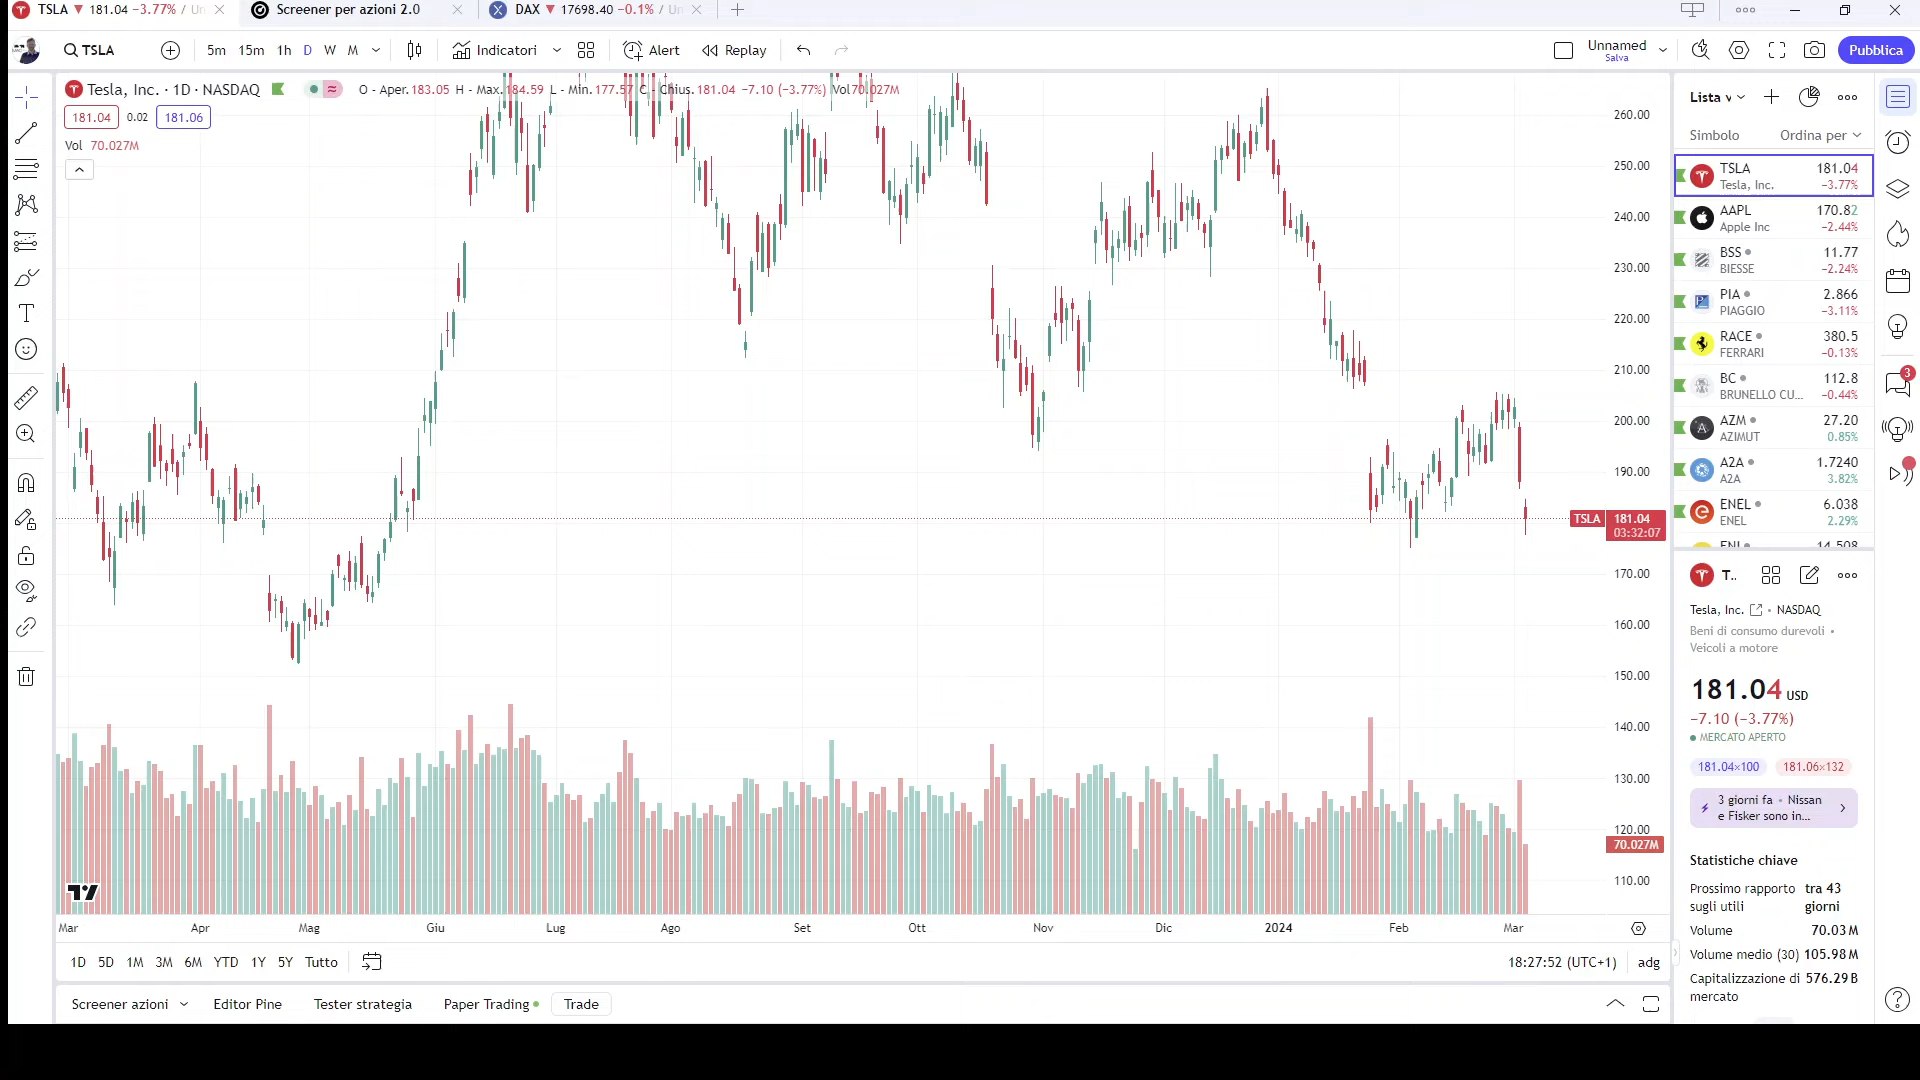 TSLA ▼ 181.04 −3.77% / Un
Screener per azioni 2.0
DAX ▼ 17698.40 −0.1% / Un
TSLA
5m 15m 1h D W M
Indicatori
Alert
Replay
Unnamed
Salva
Pubblica
Tesla, Inc. · 1D · NASDAQ
O - Aper. 183.05 H - Max. 184.59 L - Min. 177.57 C - Chius. 181.04 −7.10 (−3.77%) Vol 70.027M
181.04 0.02 181.06
Vol 70.027M
260.00
250.00
240.00
230.00
220.00
210.00
200.00
190.00
TSLA 181.04
03:32:07
170.00
160.00
150.00
140.00
130.00
120.00
70.027M
110.00
Mar Apr Mag Giu Lug Ago Set Ott Nov Dic 2024 Feb Mar
1D 5D 1M 3M 6M YTD 1Y 5Y Tutto
18:27:52 (UTC+1) adg
Screener azioni
Editor Pine
Tester strategia
Paper Trading
Trade
Lista v
Simbolo Ordina per
TSLA 181.04
Tesla, Inc. −3.77%
AAPL 170.82
Apple Inc −2.44%
BSS 11.77
BIESSE −2.24%
PIA 2.866
PIAGGIO −3.11%
RACE 380.5
FERRARI −0.13%
BC 112.8
BRUNELLO CU... −0.44%
AZM 27.20
AZIMUT 0.85%
A2A 1.7240
A2A 3.82%
ENEL 6.038
ENEL 2.29%
ENI 14.508
T..
Tesla, Inc. • NASDAQ
Beni di consumo durevoli •
Veicoli a motore
181.04 USD
−7.10 (−3.77%)
MERCATO APERTO
181.04×100 181.06×132
3 giorni fa • Nissan
e Fisker sono in...
Statistiche chiave
Prossimo rapporto tra 43
sugli utili giorni
Volume 70.03M
Volume medio (30) 105.98M
Capitalizzazione di 576.29B
mercato
3